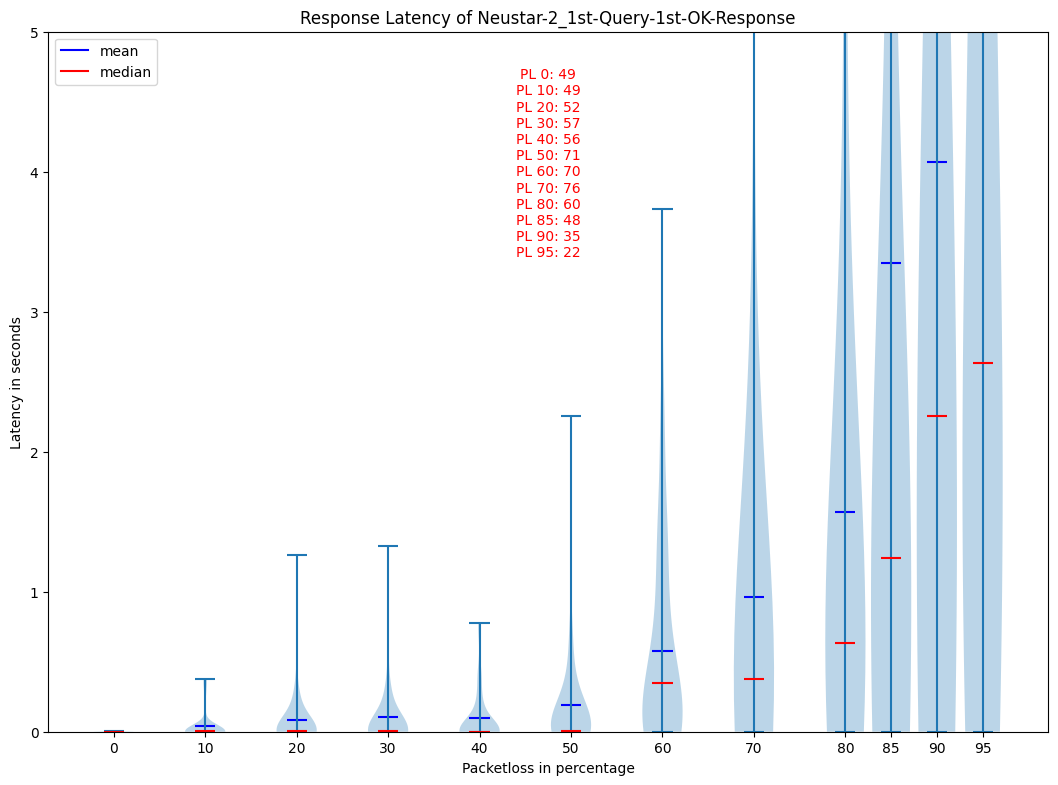 Response Latency of Neustar-2_1st-Query-1st-OK-Response
mean
median
PL 0: 49
PL 10: 49
PL 20: 52
PL 30: 57
PL 40: 56
PL 50: 71
PL 60: 70
PL 70: 76
PL 80: 60
PL 85: 48
PL 90: 35
PL 95: 22
5
4
3
2
1
0
Latency in seconds
0 10 20 30 40 50 60 70 80 85 90 95
Packetloss in percentage